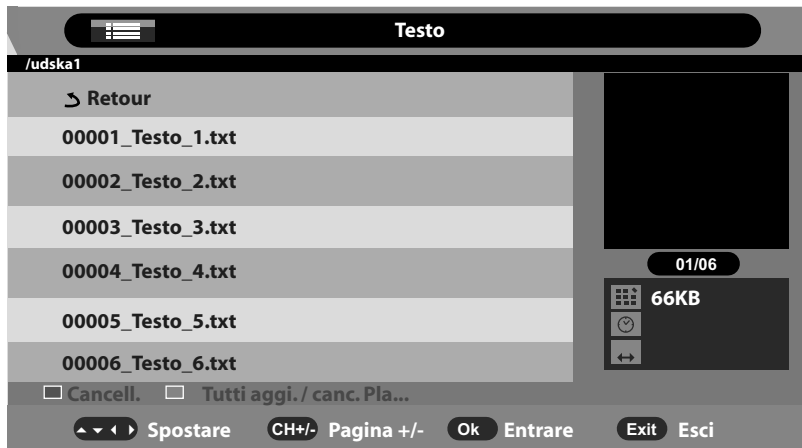 Testo
/udska1
Retour
00001_Testo_1.txt
00002_Testo_2.txt
00003_Testo_3.txt
00004_Testo_4.txt
01/06
66KB
00005_Testo_5.txt
00006_Testo_6.txt
Cancell. Tutti aggi. / canc. Pla...
Spostare CH+/- Pagina +/- Ok Entrare Exit Esci